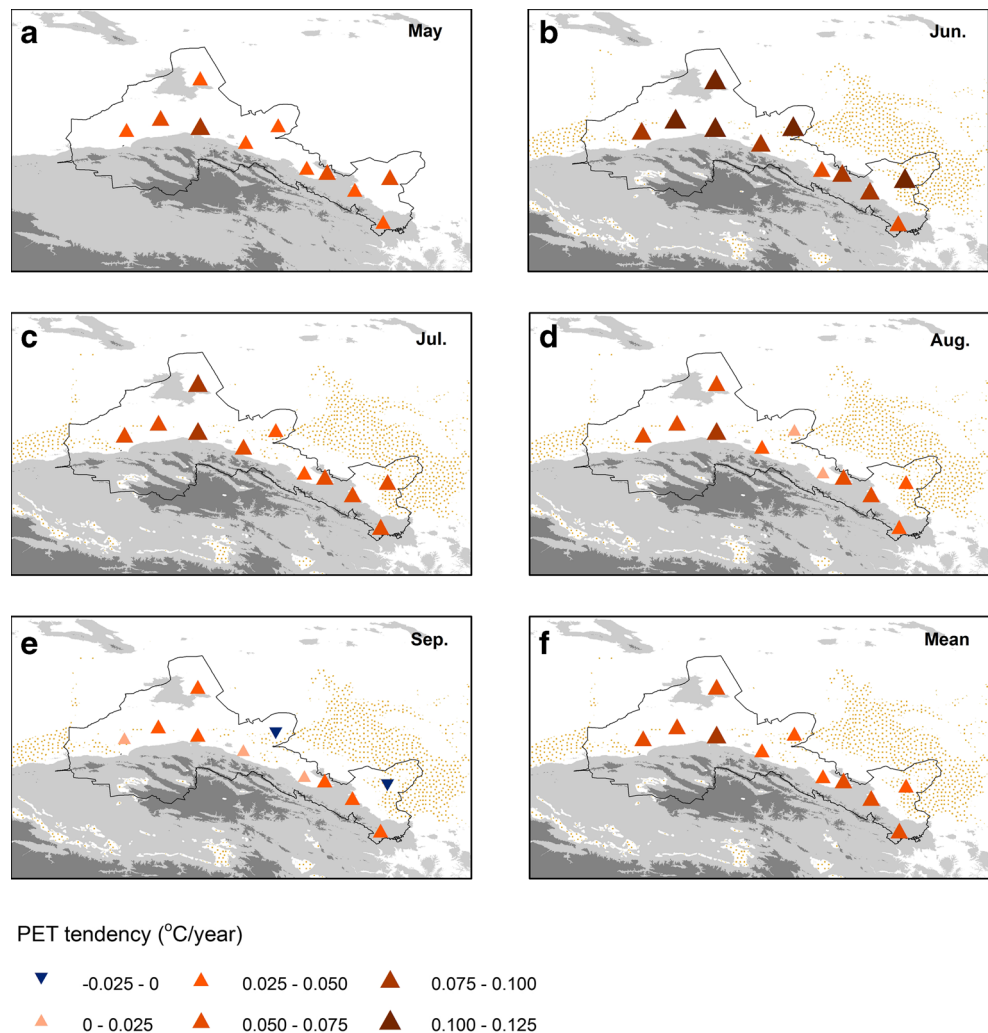 a May
b Jun.
c Jul.
d Aug.
e Sep.
f Mean
PET tendency (°C/year)
-0.025 - 0 0.025 - 0.050 0.075 - 0.100
0 - 0.025 0.050 - 0.075 0.100 - 0.125